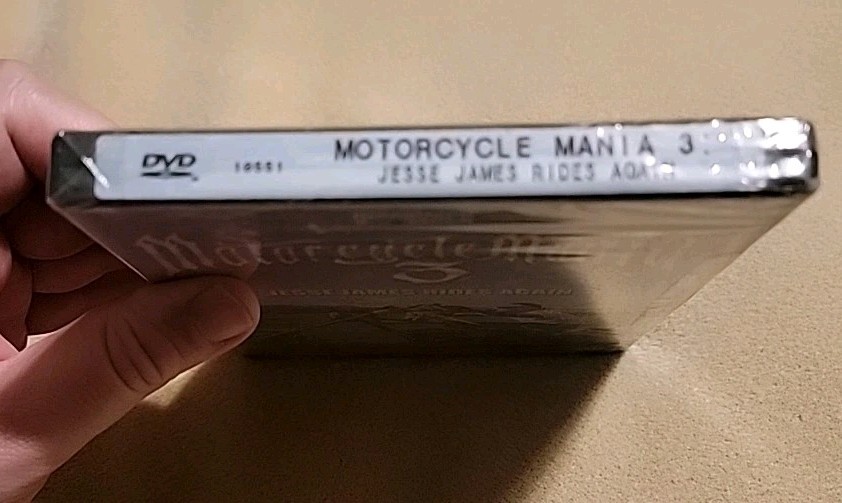 DVD 10551 MOTORCYCLE MANIA 3:
JESSE JAMES RIDES AGAIN
Motorcycle Mania
3
JESSE JAMES RIDES AGAIN